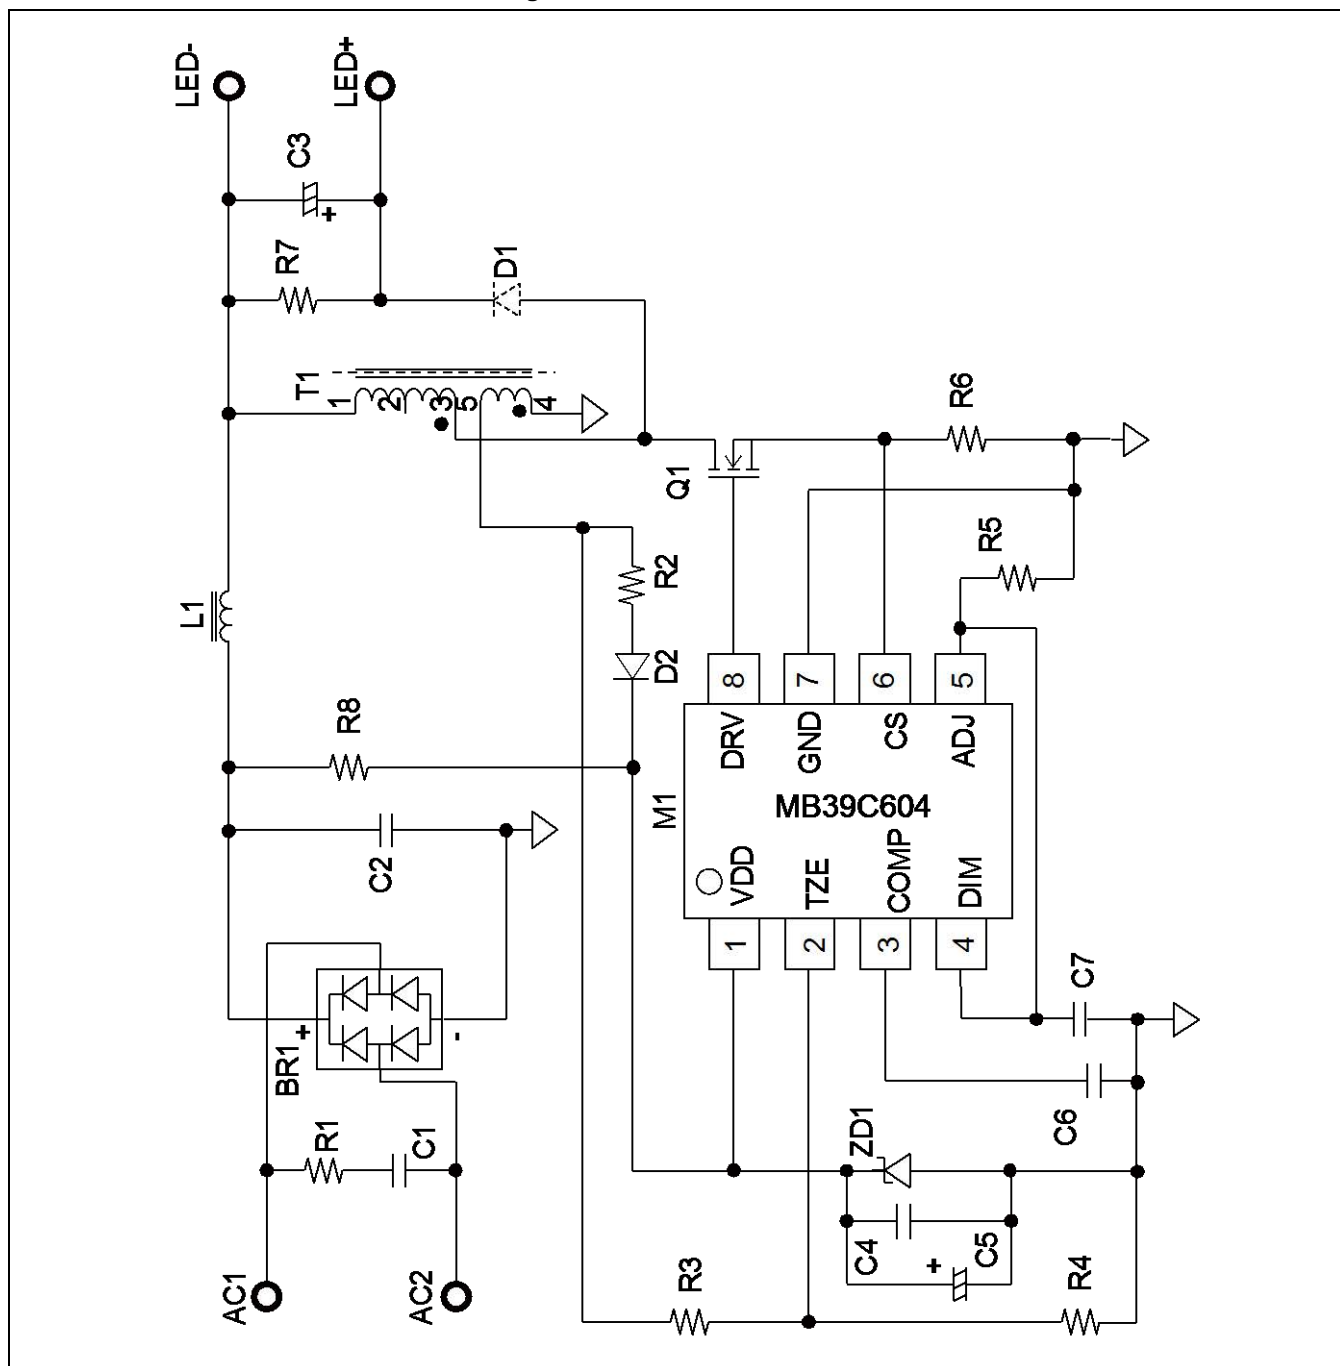 LED-
LED+
C3
+
R7
D1
T1
1
2
3
5
4
R6
Q1
R5
L1
R2
D2
R8
8
7
6
5
DRV
GND
CS
ADJ
M1
MB39C604
VDD
TZE
COMP
DIM
1
2
3
4
C2
BR1
+
-
C7
C6
R1
C1
ZD1
C4
+
C5
AC1
AC2
R3
R4